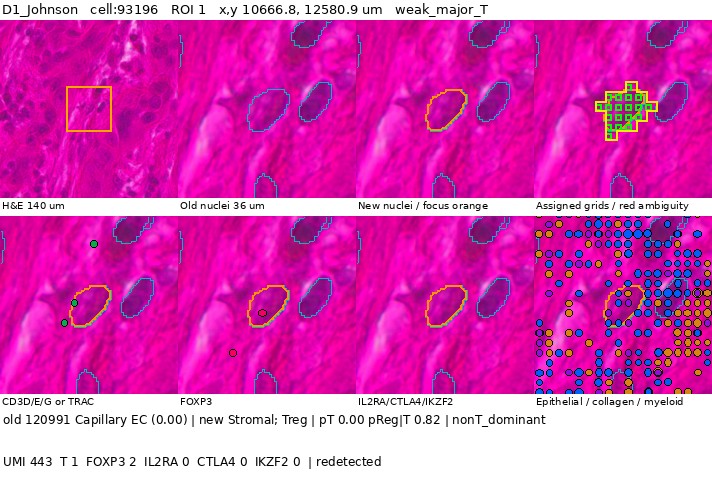 D1_Johnson cell:93196 ROI 1 x,y 10666.8, 12580.9 um weak_major_T
H&E 140 um
Old nuclei 36 um
New nuclei / focus orange
Assigned grids / red ambiguity
CD3D/E/G or TRAC
FOXP3
IL2RA/CTLA4/IKZF2
Epithelial / collagen / myeloid
old 120991 Capillary EC (0.00) | new Stromal; Treg | pT 0.00 pReg|T 0.82 | nonT_dominant
UMI 443 T 1 FOXP3 2 IL2RA 0 CTLA4 0 IKZF2 0 | redetected